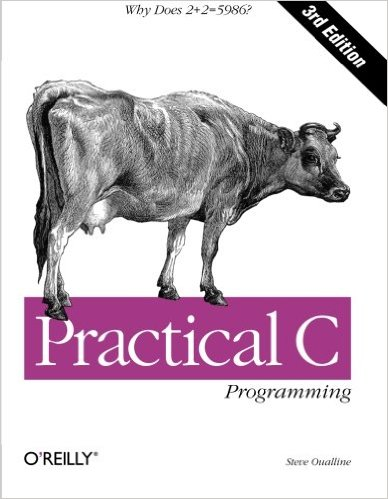 Why Does 2+2=5986?
3rd Edition
Practical C
Programming
O'REILLY®
Steve Oualline